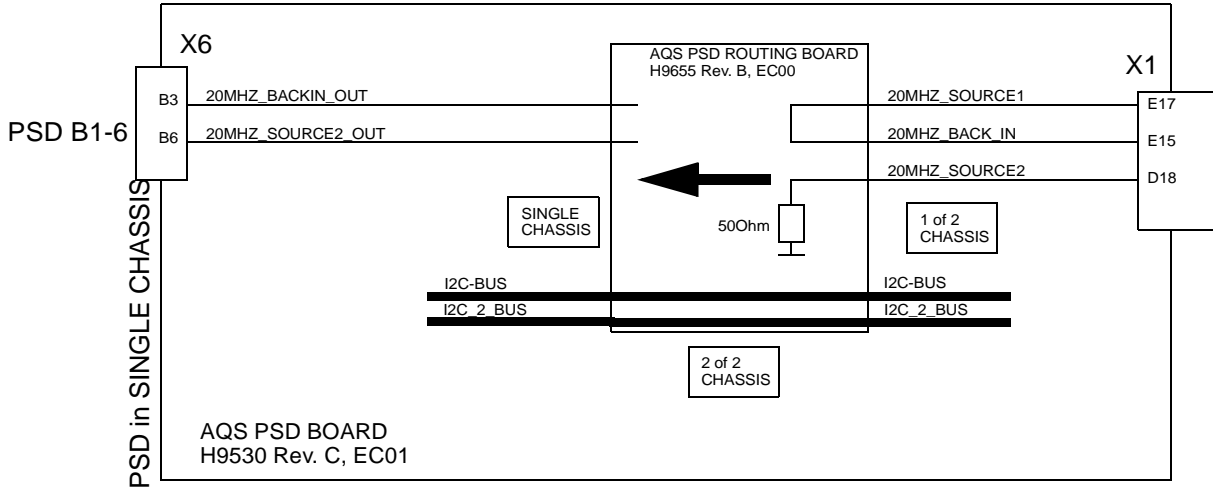 X6
AQS PSD ROUTING BOARD
H9655 Rev. B, EC00
X1
PSD B1-6
B3
20MHZ_BACKIN_OUT
20MHZ_SOURCE1
E17
B6
20MHZ_SOURCE2_OUT
20MHZ_BACK_IN
E15
20MHZ_SOURCE2
D18
PSD in SINGLE CHASSIS
SINGLE
CHASSIS
50Ohm
1 of 2
CHASSIS
I2C-BUS
I2C-BUS
I2C_2_BUS
I2C_2_BUS
2 of 2
CHASSIS
AQS PSD BOARD
H9530 Rev. C, EC01